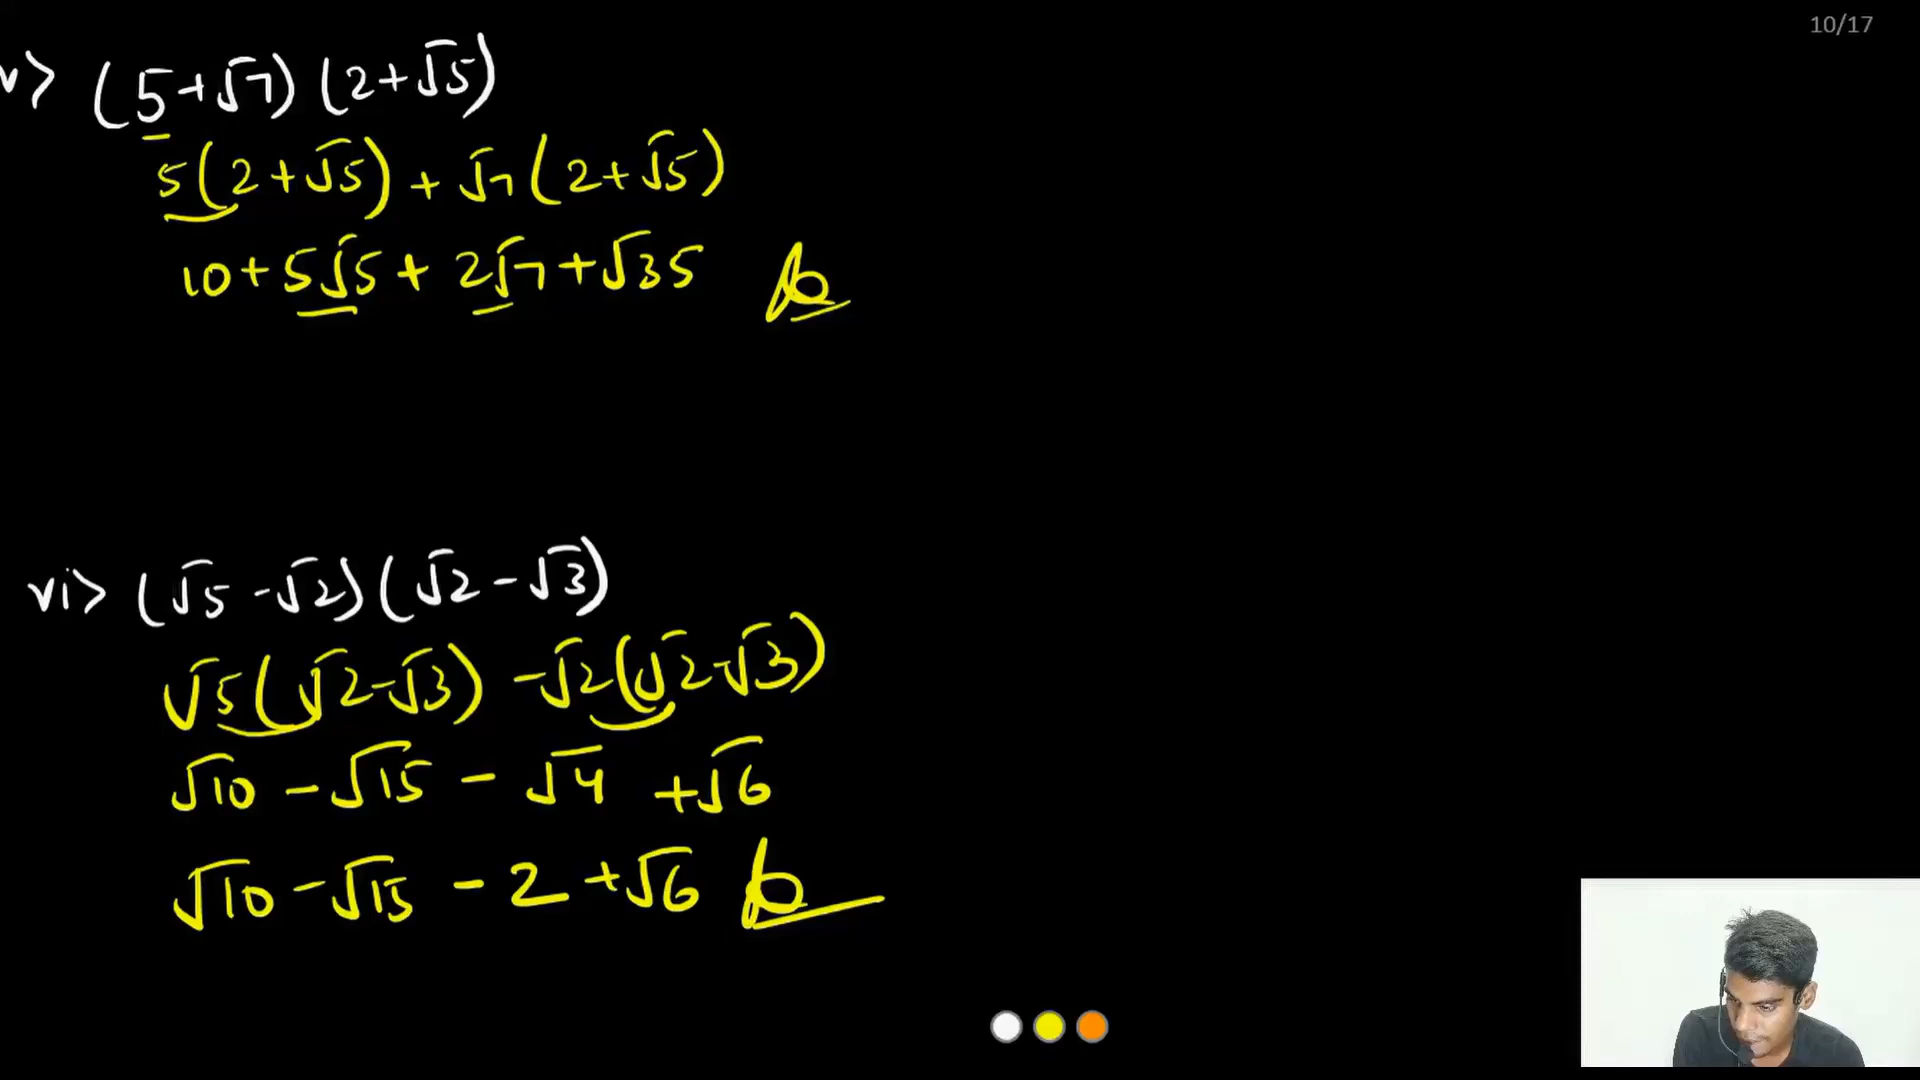 10/17
v> (5+√7) (2+√5)
5(2+√5) + √7(2+√5)
10+5√5+ 2√7+√35
vi> (√5 -√2) (√2 -√3)
√5(√2-√3) -√2(√2-√3)
√10 -√15 - √4 +√6
√10 -√15 - 2 +√6